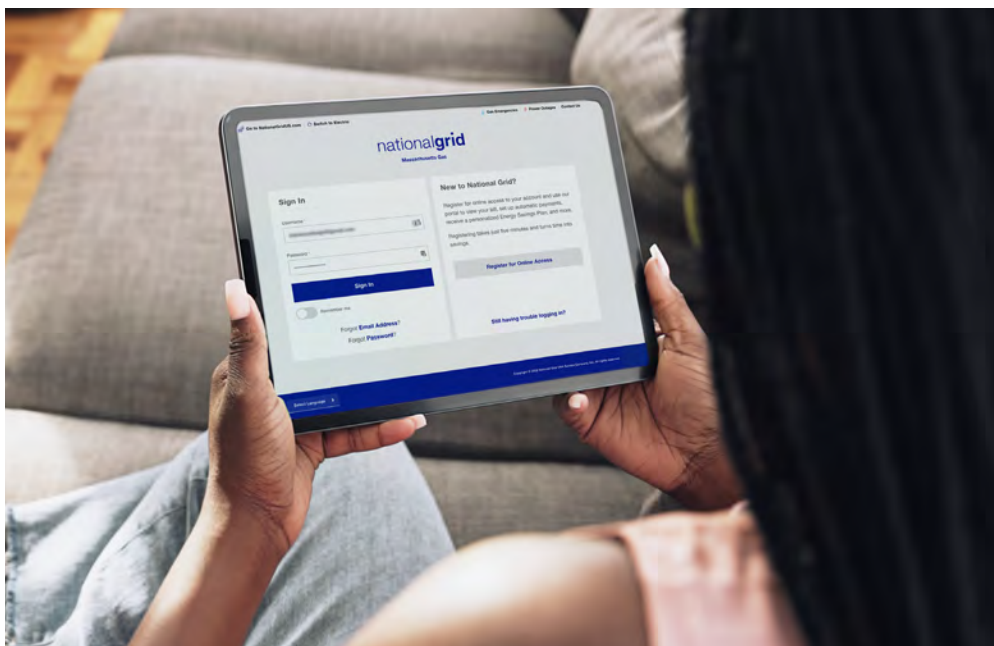 Go to NationalGridUS.com
Switch to Electric
Gas Emergencies
Power Outages
Contact Us
nationalgrid
Massachusetts Gas
Sign In
Username
Password
Sign In
Remember me
Forgot Email Address?
Forgot Password?
New to National Grid?
Register for online access to your account and use our
portal to view your bill, set up automatic payments,
receive a personalized Energy Savings Plan, and more.
Registering takes just five minutes and turns time into
savings.
Register for Online Access
Still having trouble logging in?
Select Language